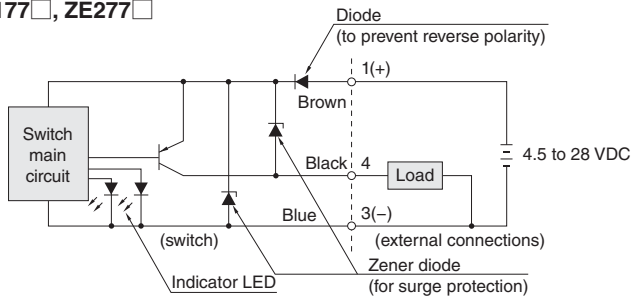 177□, ZE277□
Diode
(to prevent reverse polarity)
1(+)
Brown
Switch
main
circuit
4.5 to 28 VDC
Black 4
Load
Blue 3(−)
(switch)
(external connections)
Indicator LED
Zener diode
(for surge protection)